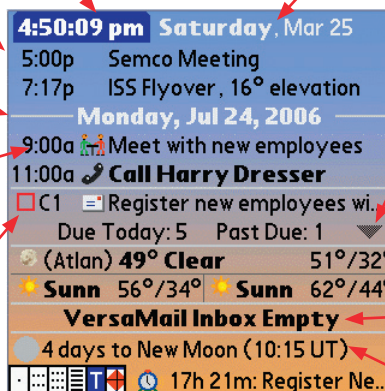 4:50:09 pm Saturday, Mar 25
5:00p Semco Meeting
7:17p ISS Flyover, 16° elevation
Monday, Jul 24, 2006
9:00a Meet with new employees
11:00a Call Harry Dresser
C1 Register new employees wi..
Due Today: 5 Past Due: 1
(Atlan) 49° Clear 51°/32°
Sunn 56°/34° Sunn 62°/44°
VersaMail Inbox Empty
4 days to New Moon (10:15 UT)
T 17h 21m: Register Ne..